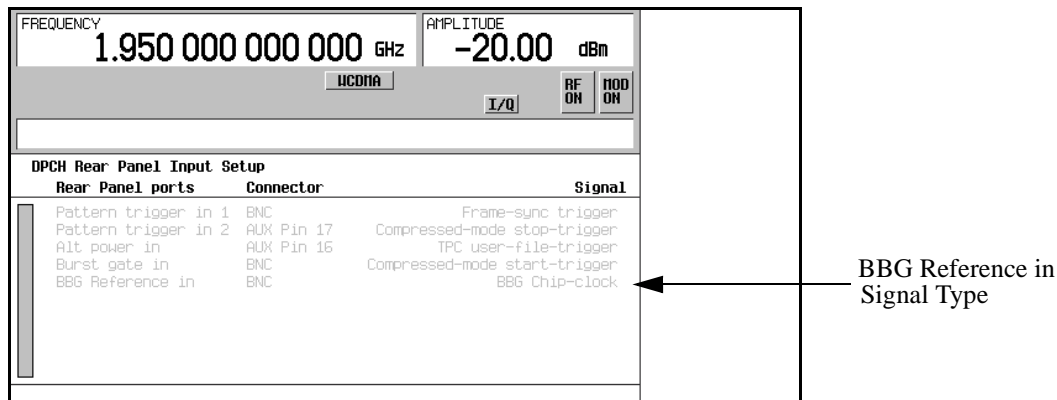 FREQUENCY
1.950 000 000 000 GHz
AMPLITUDE
-20.00 dBm
WCDMA
I/Q
RF ON
MOD ON
DPCH Rear Panel Input Setup
Rear Panel ports Connector Signal
Pattern trigger in 1 BNC Frame-sync trigger
Pattern trigger in 2 AUX Pin 17 Compressed-mode stop-trigger
Alt power in AUX Pin 16 TPC user-file-trigger
Burst gate in BNC Compressed-mode start-trigger
BBG Reference in BNC BBG Chip-clock
BBG Reference in
Signal Type